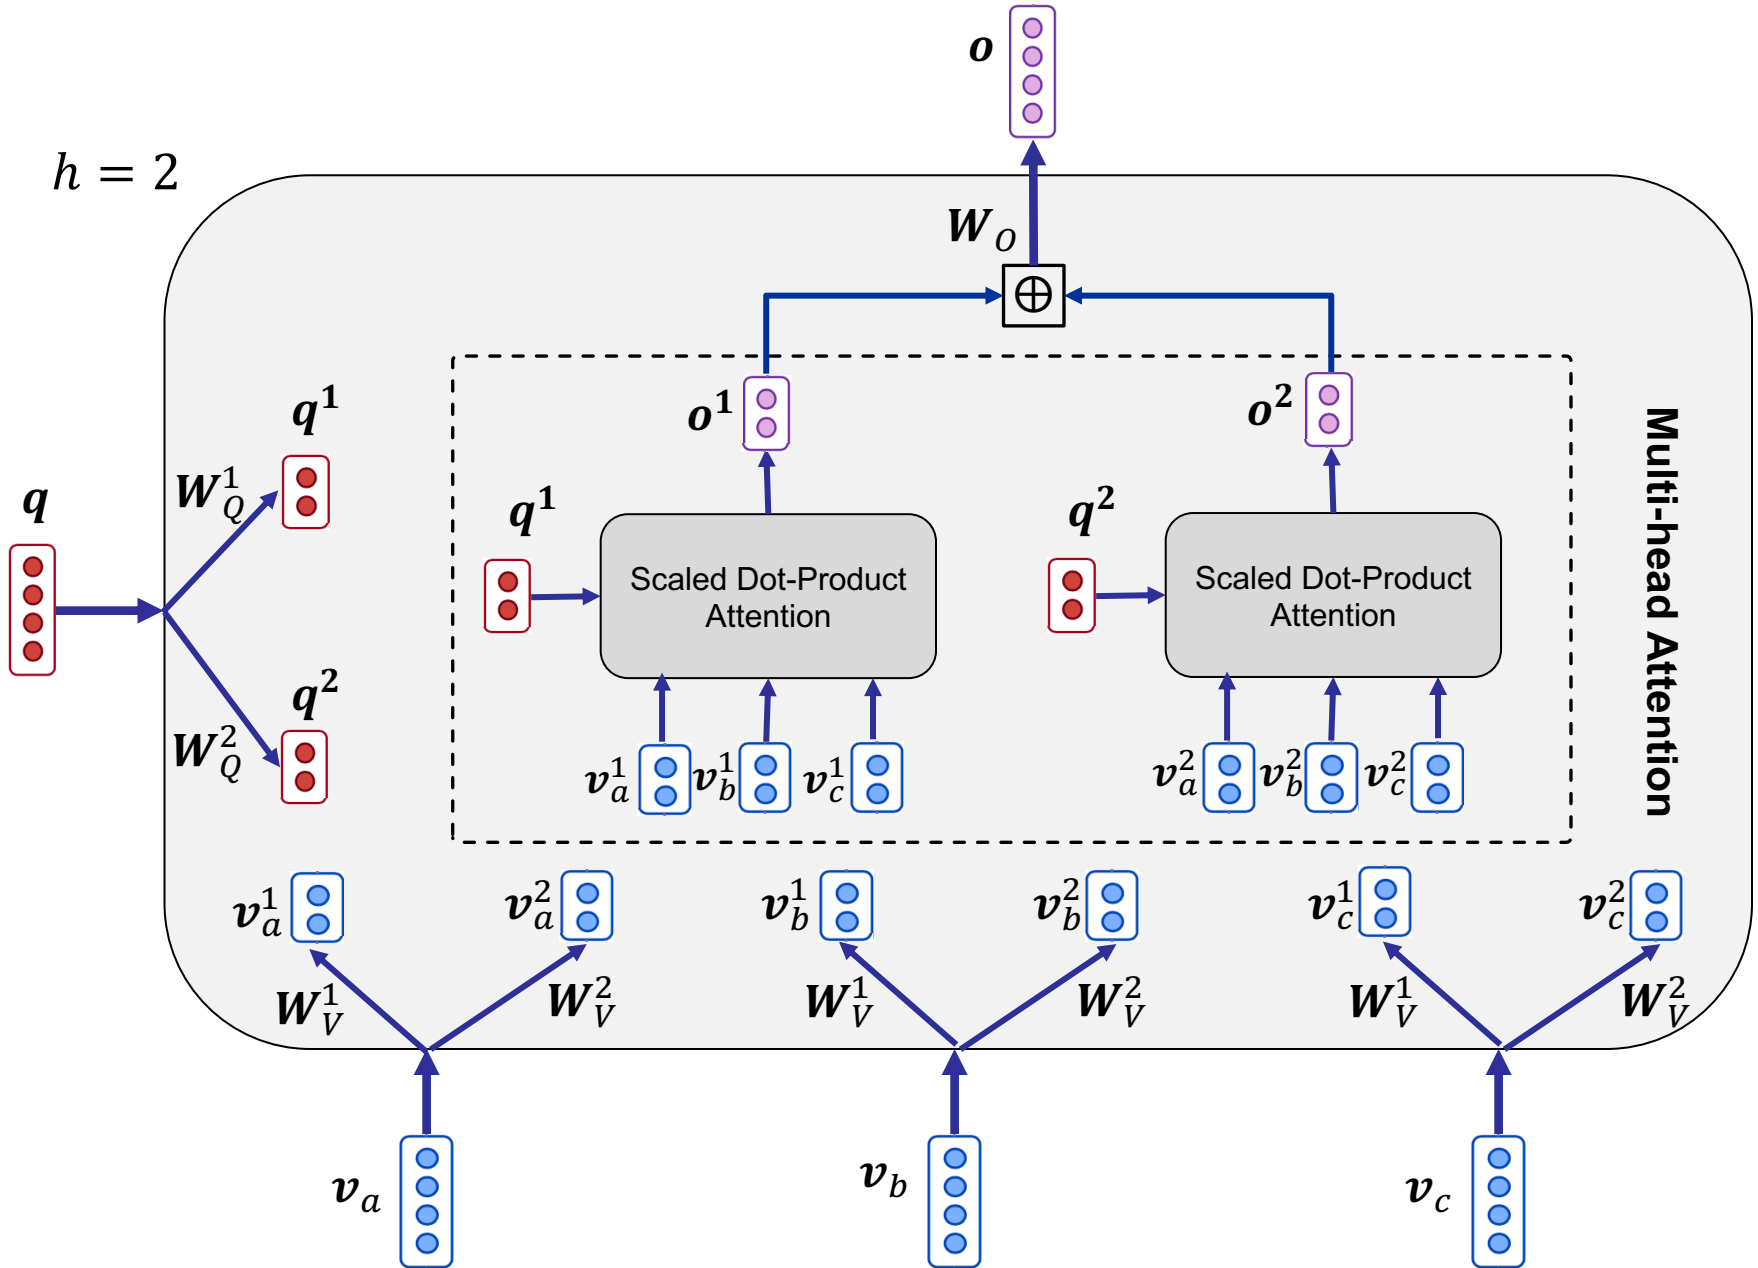 o
h = 2
W_O
⊕
q^1
o^1
o^2
W_Q^1
q
q^1
q^2
Scaled Dot-Product
Attention
Scaled Dot-Product
Attention
Multi-head Attention
q^2
W_Q^2
v_a^1
v_b^1
v_c^1
v_a^2
v_b^2
v_c^2
v_a^1
v_a^2
v_b^1
v_b^2
v_c^1
v_c^2
W_V^1
W_V^2
W_V^1
W_V^2
W_V^1
W_V^2
v_a
v_b
v_c